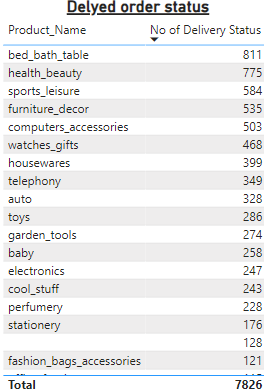 Delyed order status
Product_Name No of Delivery Status
bed_bath_table 811
health_beauty 775
sports_leisure 584
furniture_decor 535
computers_accessories 503
watches_gifts 468
housewares 399
telephony 349
auto 328
toys 286
garden_tools 274
baby 258
electronics 247
cool_stuff 243
perfumery 228
stationery 176
128
fashion_bags_accessories 121
Total 7826